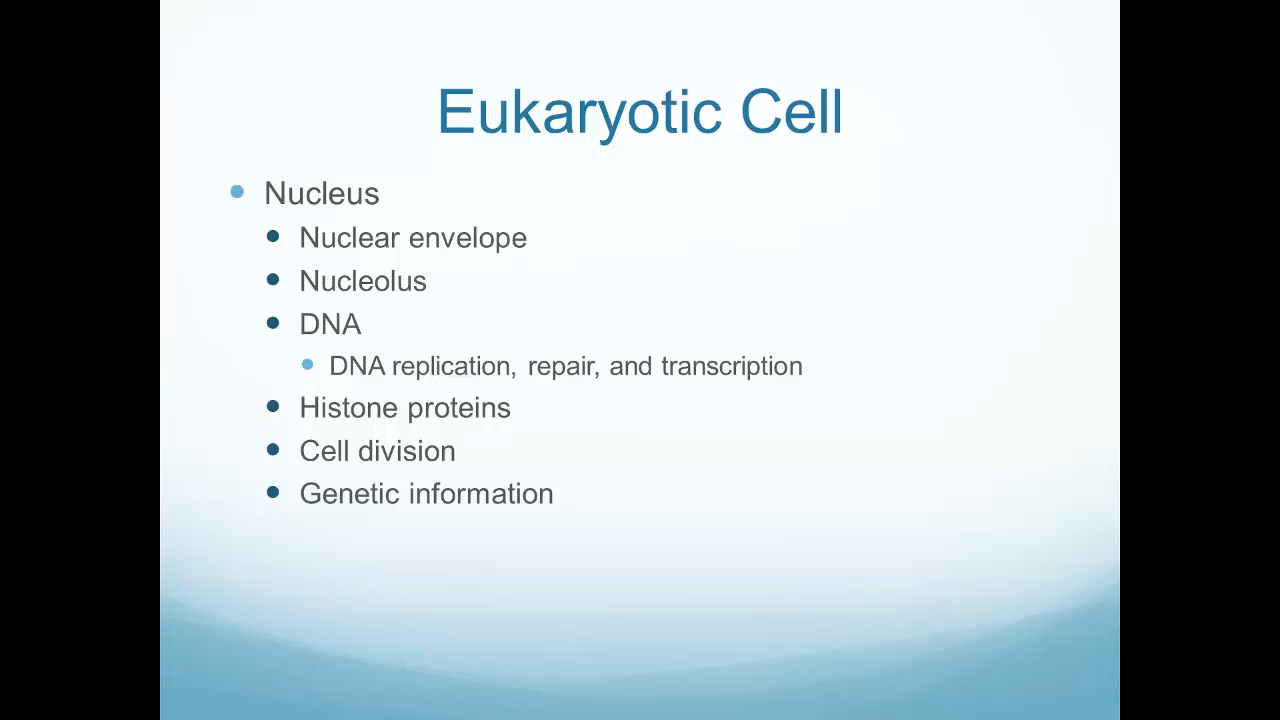 Eukaryotic Cell
Nucleus
Nuclear envelope
Nucleolus
DNA
DNA replication, repair, and transcription
Histone proteins
Cell division
Genetic information